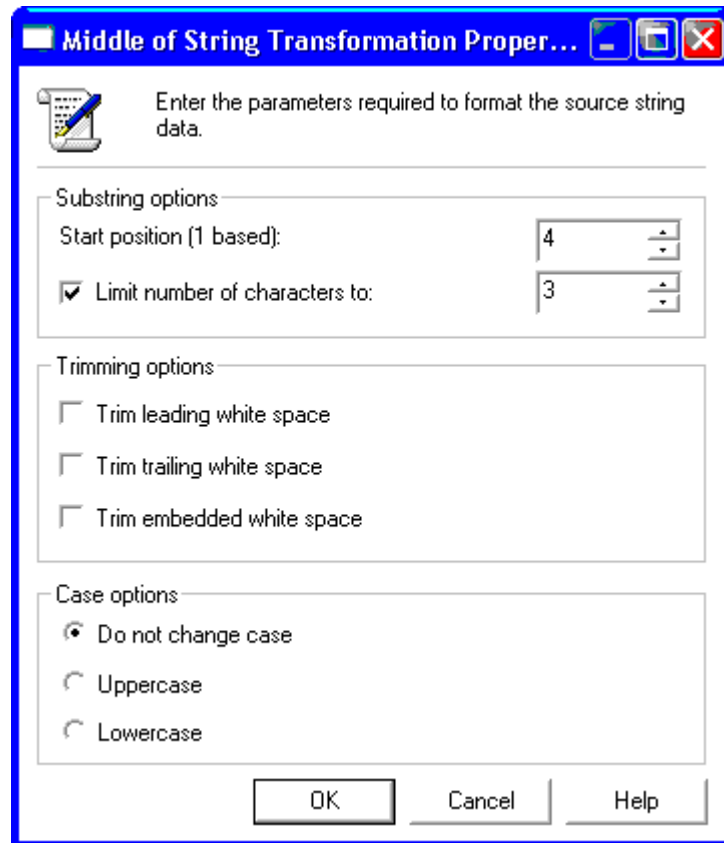 Middle of String Transformation Proper...
Enter the parameters required to format the source string
data.
Substring options
Start position (1 based):
4
Limit number of characters to:
3
Trimming options
Trim leading white space
Trim trailing white space
Trim embedded white space
Case options
Do not change case
Uppercase
Lowercase
OK Cancel Help